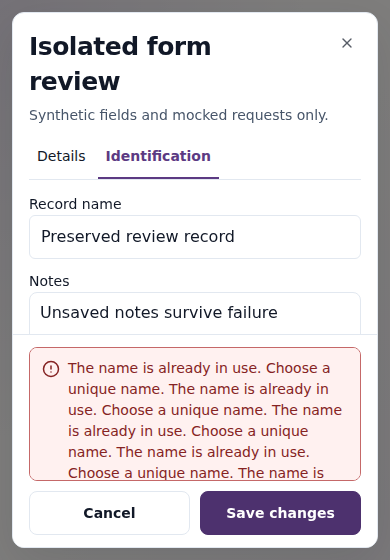 Isolated form
review
×
Synthetic fields and mocked requests only.
Details Identification
Record name
Preserved review record
Notes
Unsaved notes survive failure
The name is already in use. Choose a
unique name. The name is already in
use. Choose a unique name. The name
is already in use. Choose a unique
name. The name is already in use.
Choose a unique name. The name is
Cancel Save changes